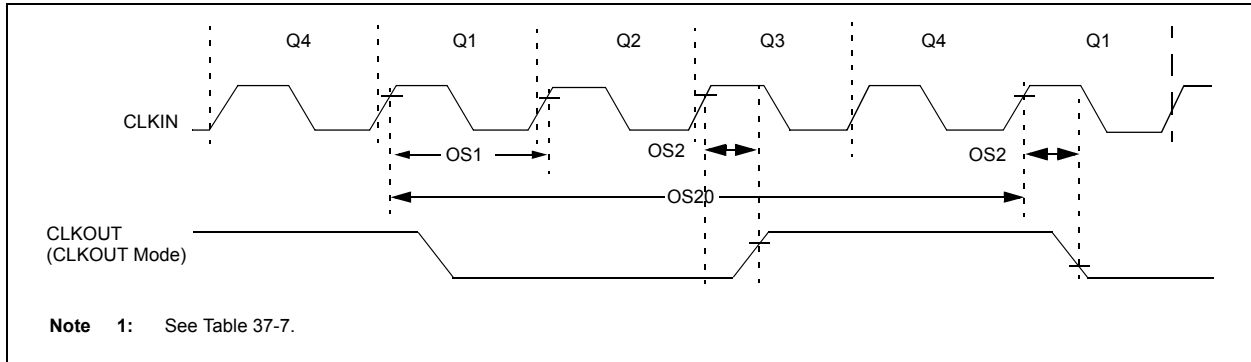 Q4 Q1 Q2 Q3 Q4 Q1
CLKIN
OS1 OS2 OS2
OS20
CLKOUT
(CLKOUT Mode)
Note 1: See Table 37-7.